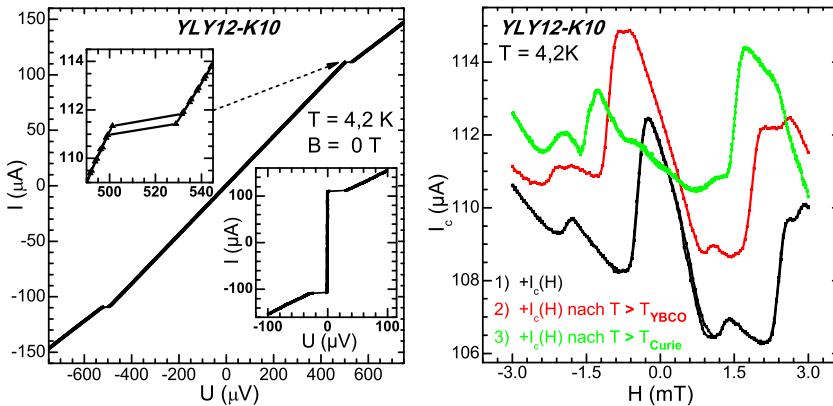 YLY12-K10
I (µA)
150
100
50
0
-50
-100
-150
-600
-400
-200
0
200
400
600
U (µV)
114
112
110
500
520
540
T = 4,2 K
B = 0 T
I (µA)
100
0
-100
-100
0
100
U (µV)
YLY12-K10
T = 4,2K
I_c (µA)
114
112
110
108
106
-3.0
-1.5
0.0
1.5
3.0
H (mT)
1) +I_c(H)
2) +I_c(H) nach T > T_YBCO
3) +I_c(H) nach T > T_Curie